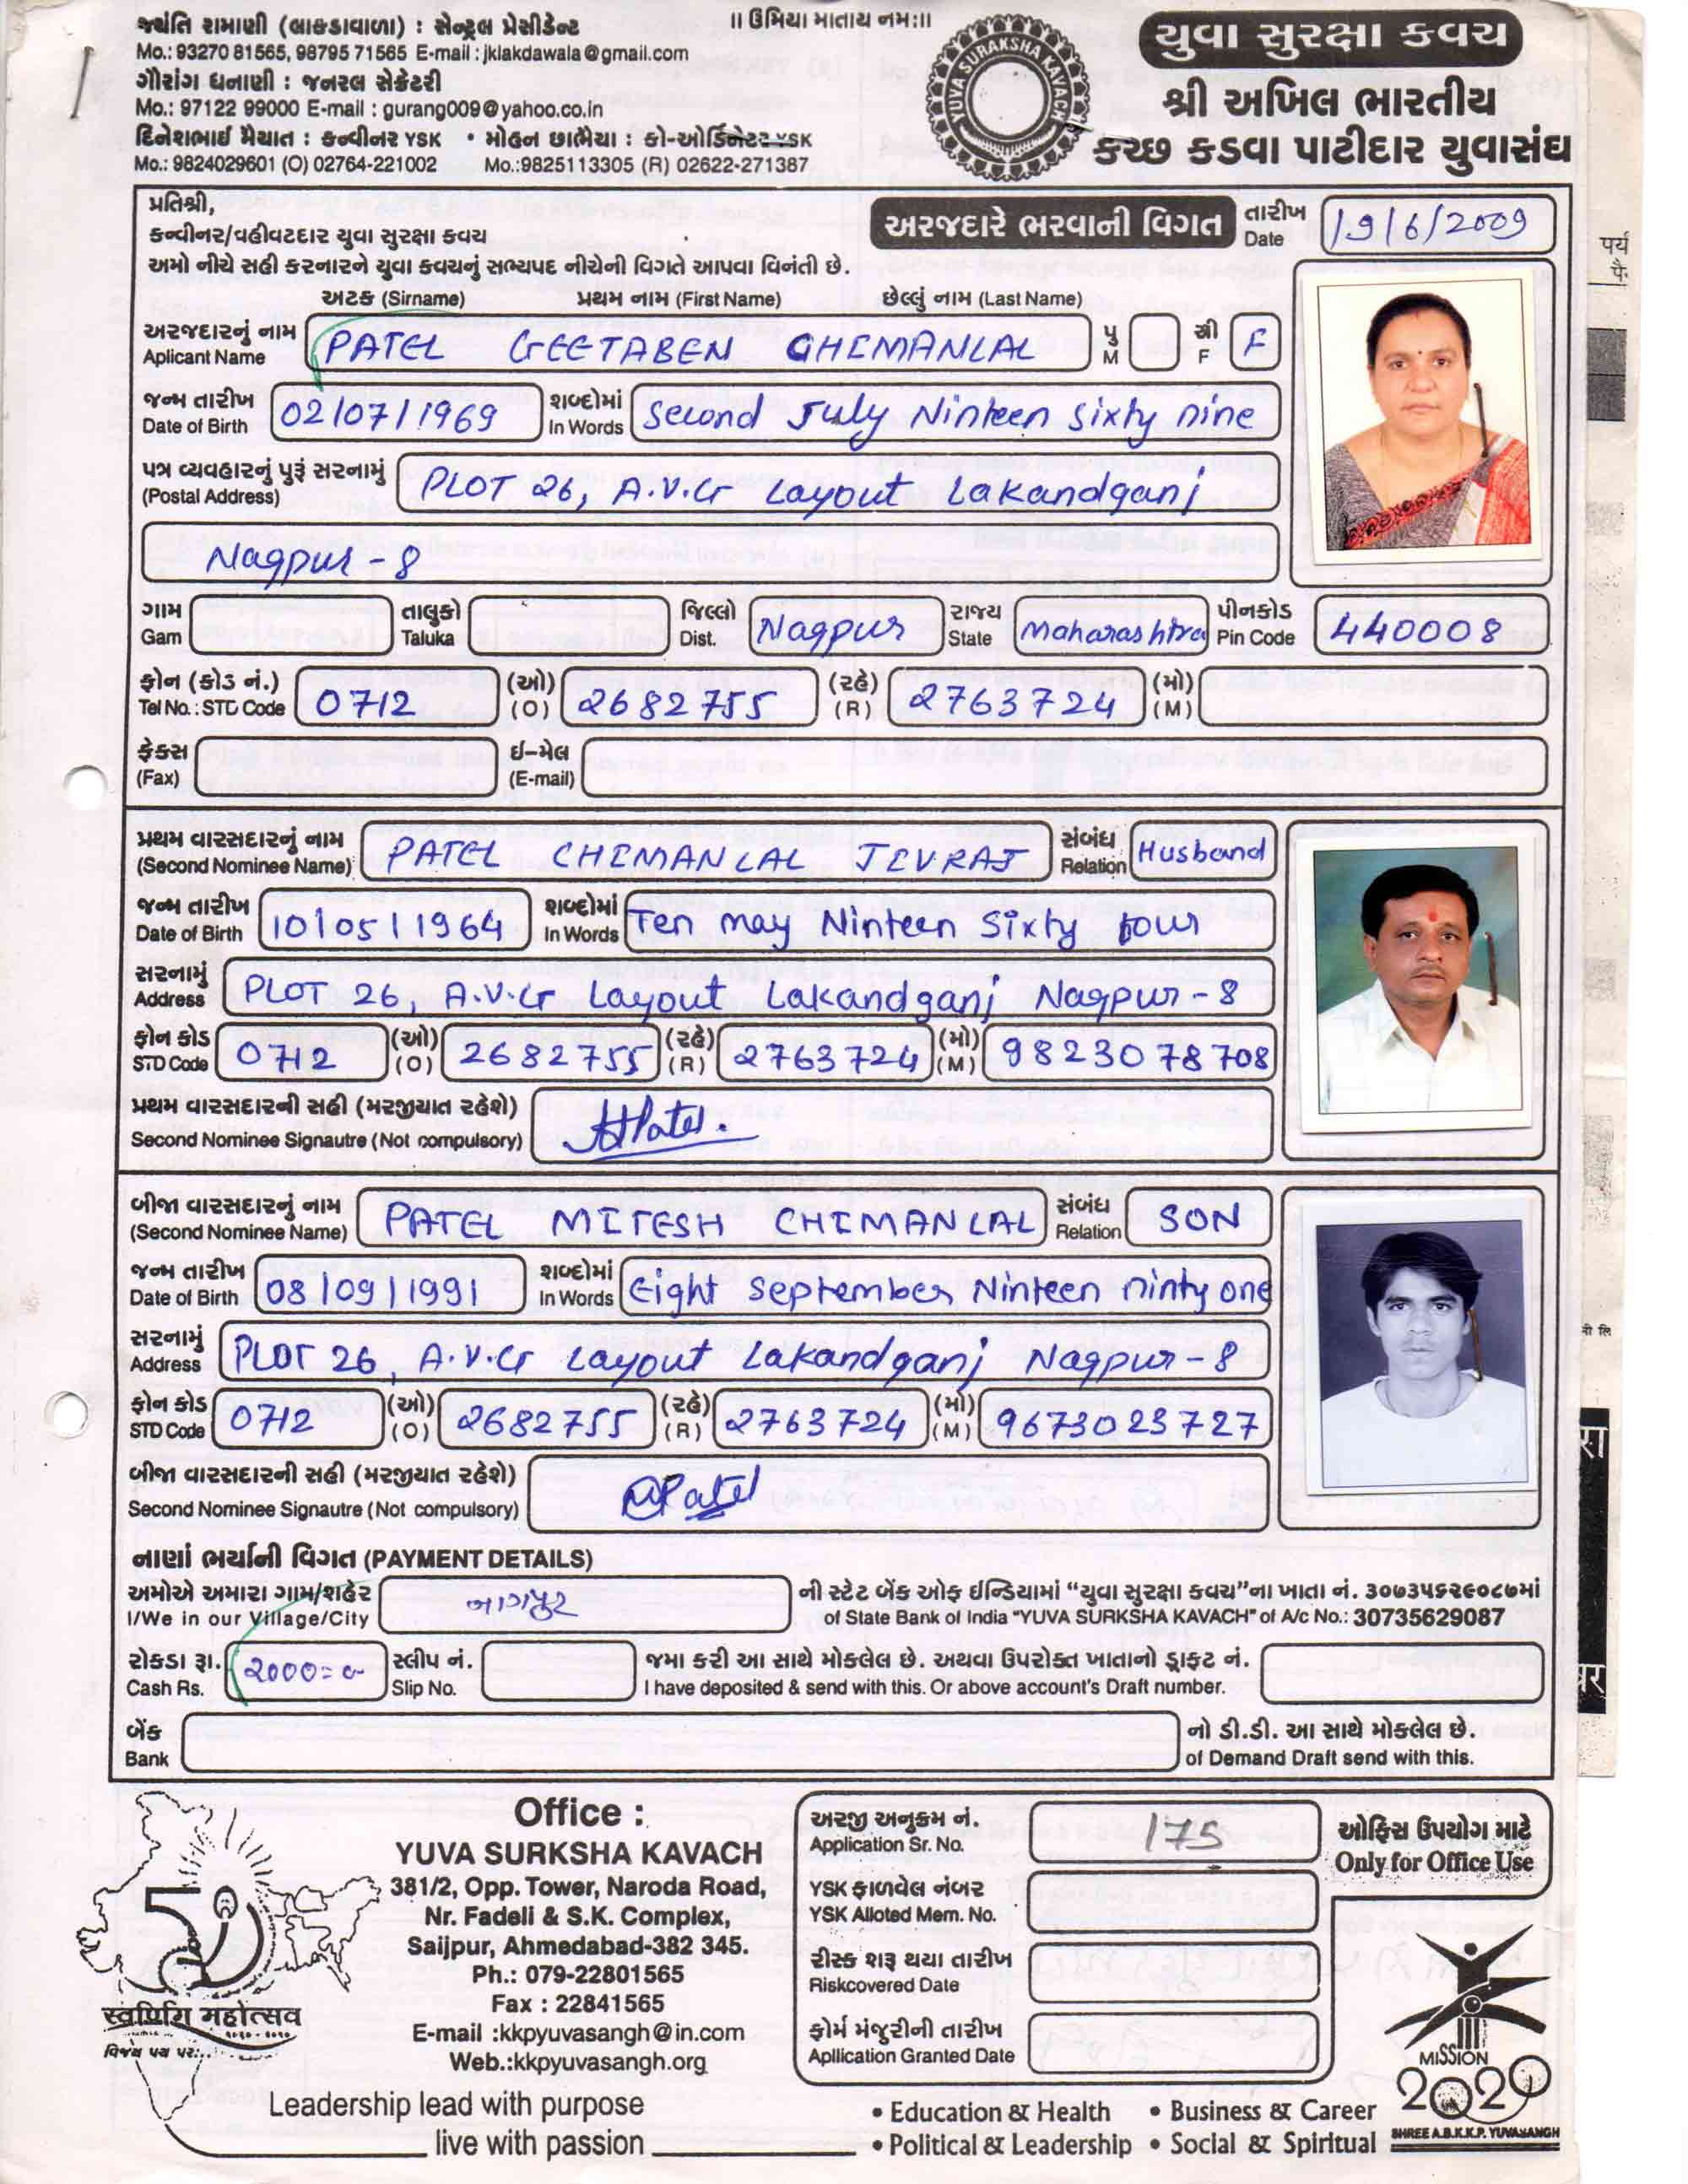 જયંતિ રામાણી (લાકડાવાળા) : સેન્ટ્રલ પ્રેસીડેન્ટ
Mo.: 93270 81565, 98795 71565 E-mail : jklakdawala@gmail.com
ગૌરાંગ ધનાણી : જનરલ સેક્રેટરી
Mo.: 97122 99000 E-mail : gurang009@yahoo.co.in
દિનેશભાઈ મૈયાત : કન્વીનર YSK • મોહન છાભૈયા : કો-ઓર્ડિનેટર YSK
Mo.: 9824029601 (O) 02764-221002 Mo.:9825113305 (R) 02622-271387
।। ઉમિયા માતાય નમ:।।
YUVA SURAKSHA KAVACH
યુવા સુરક્ષા કવચ
શ્રી અખિલ ભારતીય
કચ્છ કડવા પાટીદાર યુવાસંઘ
પ્રતિશ્રી,
કન્વીનર/વહીવટદાર યુવા સુરક્ષા કવચ
અરજદારે ભરવાની વિગત તારીખ Date 19/6/2009
અમો નીચે સહી કરનારને યુવા કવચનું સભ્યપદ નીચેની વિગતે આપવા વિનંતી છે.
અટક (Sirname) પ્રથમ નામ (First Name) છેલ્લું નામ (Last Name)
અરજદારનું નામ Aplicant Name PATEL GEETABEN CHIMANLAL પુ M સ્ત્રી F F
જન્મ તારીખ Date of Birth 02/07/1969 શબ્દોમાં In Words Second July Ninteen Sixty nine
પત્ર વ્યવહારનું પુરૂં સરનામું (Postal Address) PLOT 26, A.V.G Layout Lakandganj
Nagpur - 8
ગામ Gam તાલુકો Taluka જિલ્લો Dist. Nagpur રાજ્ય State Maharashtra પીનકોડ Pin Code 440008
ફોન (કોડ નં.) Tel No.: STD Code 0712 (ઓ) (O) 2682755 (રહે) (R) 2763724 (મો) (M)
ફેક્સ (Fax) ઈ-મેલ (E-mail)
પ્રથમ વારસદારનું નામ (Second Nominee Name) PATEL CHIMANLAL JIVRAJ સંબંધ Relation Husband
જન્મ તારીખ Date of Birth 10/05/1964 શબ્દોમાં In Words Ten may Ninteen Sixty four
સરનામું Address PLOT 26, A.V.G Layout Lakandganj Nagpur - 8
ફોન કોડ STD Code 0712 (ઓ) (O) 2682755 (રહે) (R) 2763724 (મો) (M) 9823078708
પ્રથમ વારસદારની સહી (મરજીયાત રહેશે)
Second Nominee Signautre (Not compulsory)
બીજા વારસદારનું નામ (Second Nominee Name) PATEL MITESH CHIMANLAL સંબંધ Relation SON
જન્મ તારીખ Date of Birth 08/09/1991 શબ્દોમાં In Words Eight September Ninteen ninty one
સરનામું Address PLOT 26, A.V.G Layout Lakandganj Nagpur - 8
ફોન કોડ STD Code 0712 (ઓ) (O) 2682755 (રહે) (R) 2763724 (મો) (M) 9673023727
બીજા વારસદારની સહી (મરજીયાત રહેશે)
Second Nominee Signautre (Not compulsory) Patel
નાણાં ભર્યાની વિગત (PAYMENT DETAILS)
અમોએ અમારા ગામ/શહેર નાગપુર ની સ્ટેટ બેંક ઓફ ઈન્ડિયામાં “યુવા સુરક્ષા કવચ”ના ખાતા નં. ૩૦૭૩૫૬૨૯૦૮૭માં
I/We in our Village/City of State Bank of India "YUVA SURKSHA KAVACH" of A/c No.: 30735629087
રોકડા રૂા. ૨૦૦૦=૦૦ સ્લીપ નં. જમા કરી આ સાથે મોકલેલ છે. અથવા ઉપરોક્ત ખાતાનો ડ્રાફ્ટ નં.
Cash Rs. Slip No. I have deposited & send with this. Or above account's Draft number.
બેંક નો ડી.ડી. આ સાથે મોકલેલ છે.
Bank of Demand Draft send with this.
Office :
YUVA SURKSHA KAVACH
381/2, Opp. Tower, Naroda Road,
Nr. Fadeli & S.K. Complex,
Saijpur, Ahmedabad-382 345.
Ph.: 079-22801565
Fax : 22841565
E-mail :kkpyuvasangh@in.com
Web.:kkpyuvasangh.org
અરજી અનુક્રમ નં. Application Sr. No. 175
ઓફિસ ઉપયોગ માટે
Only for Office Use
YSK ફાળવેલ નંબર
YSK Alloted Mem. No.
રીસ્ક શરૂ થયા તારીખ
Riskcovered Date
ફોર્મ મંજુરીની તારીખ
Apllication Granted Date
50
स्वर्णिम महोत्सव
MISSION
2020
SHREE A.B.K.K.P. YUVASANGH
Leadership lead with purpose
live with passion
• Education & Health • Business & Career
• Political & Leadership • Social & Spiritual